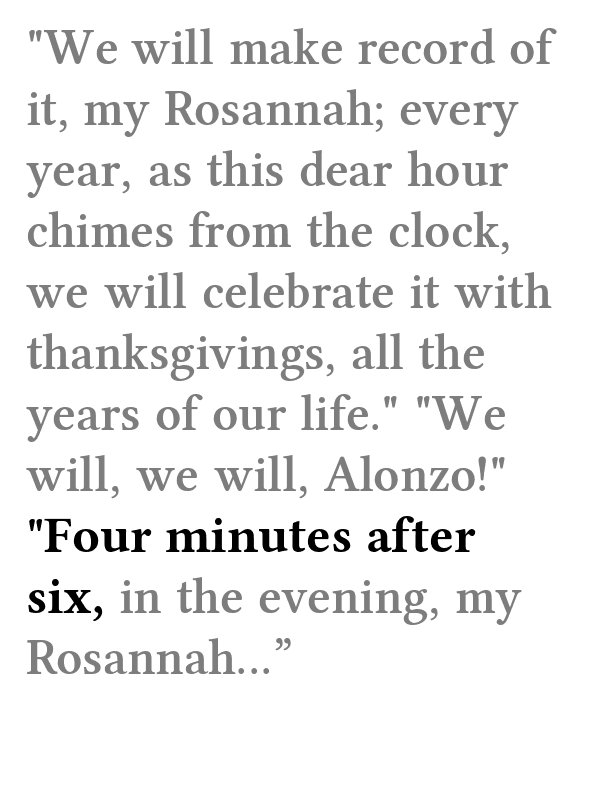 "We will make record of
it, my Rosannah; every
year, as this dear hour
chimes from the clock,
we will celebrate it with
thanksgivings, all the
years of our life." "We
will, we will, Alonzo!"
"Four minutes after
six, in the evening, my
Rosannah...”